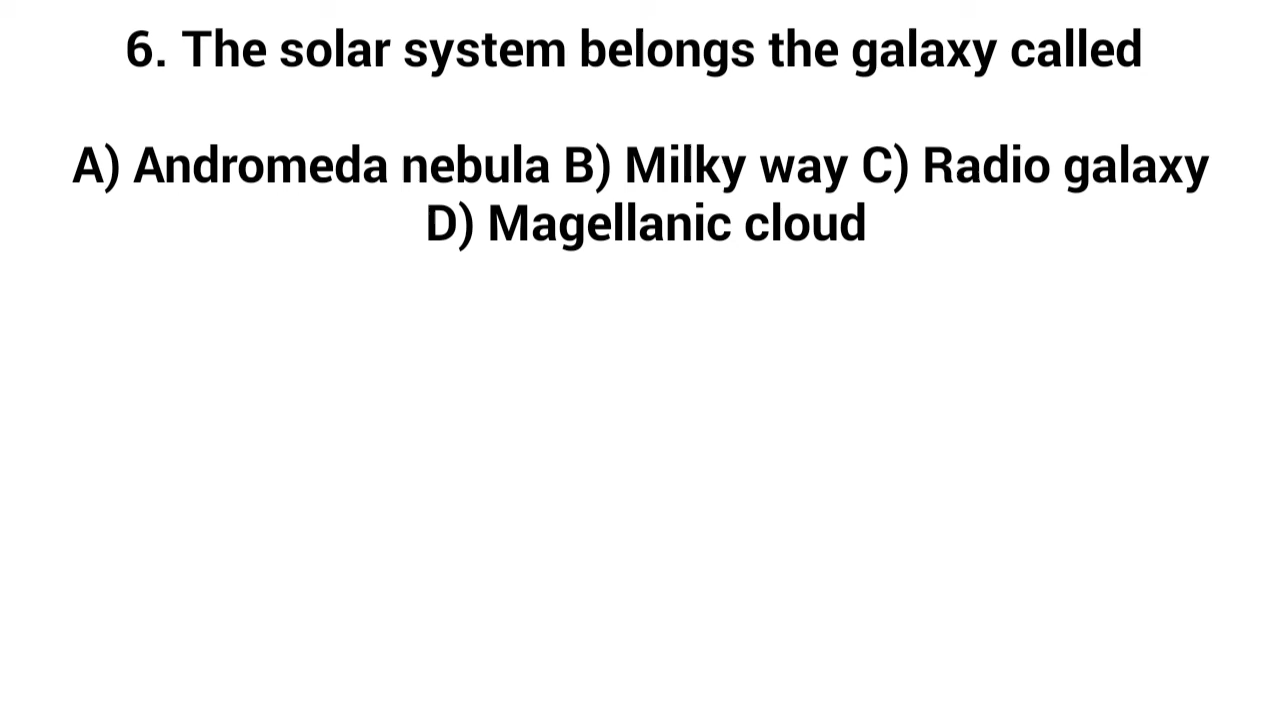 6. The solar system belongs the galaxy called
A) Andromeda nebula B) Milky way C) Radio galaxy
D) Magellanic cloud